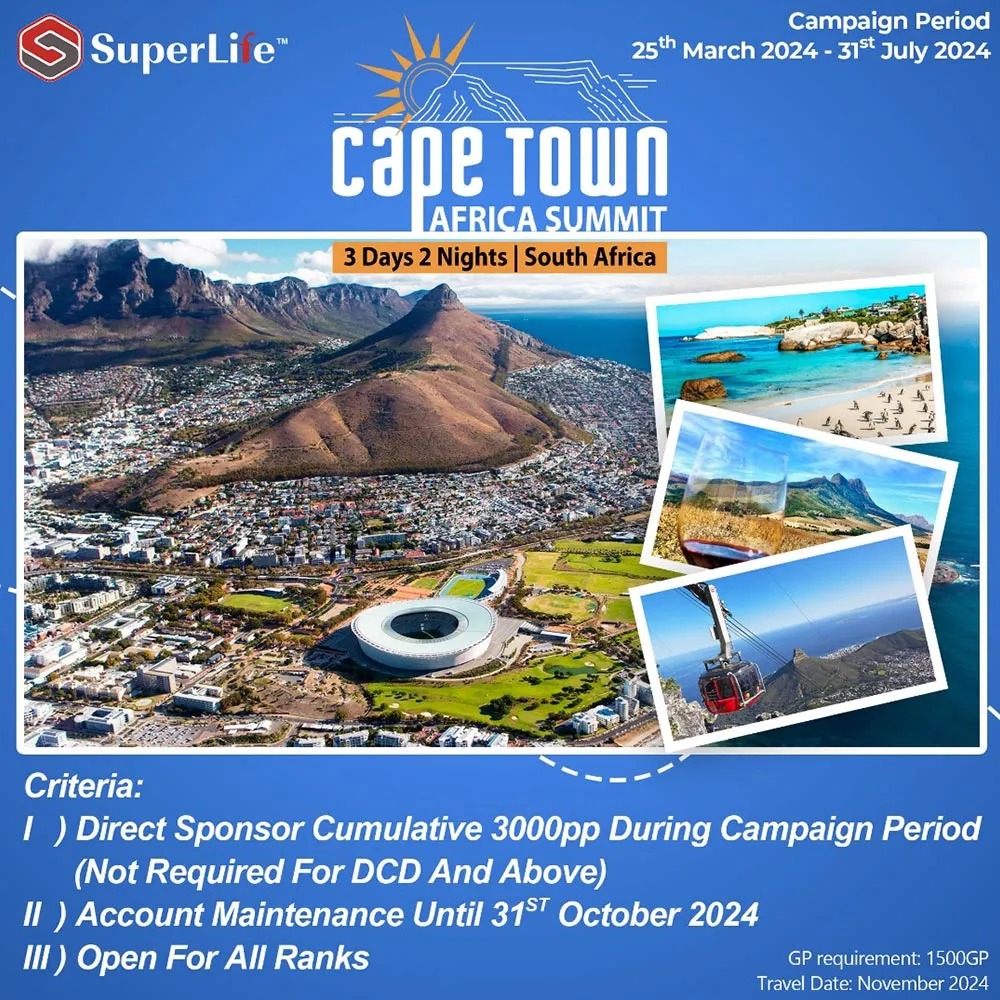 SuperLife™
Campaign Period
25th March 2024 - 31st July 2024
cape Town
AFRICA SUMMIT
3 Days 2 Nights | South Africa
Criteria:
I ) Direct Sponsor Cumulative 3000pp During Campaign Period
(Not Required For DCD And Above)
II ) Account Maintenance Until 31ST October 2024
III ) Open For All Ranks
GP requirement: 1500GP
Travel Date: November 2024